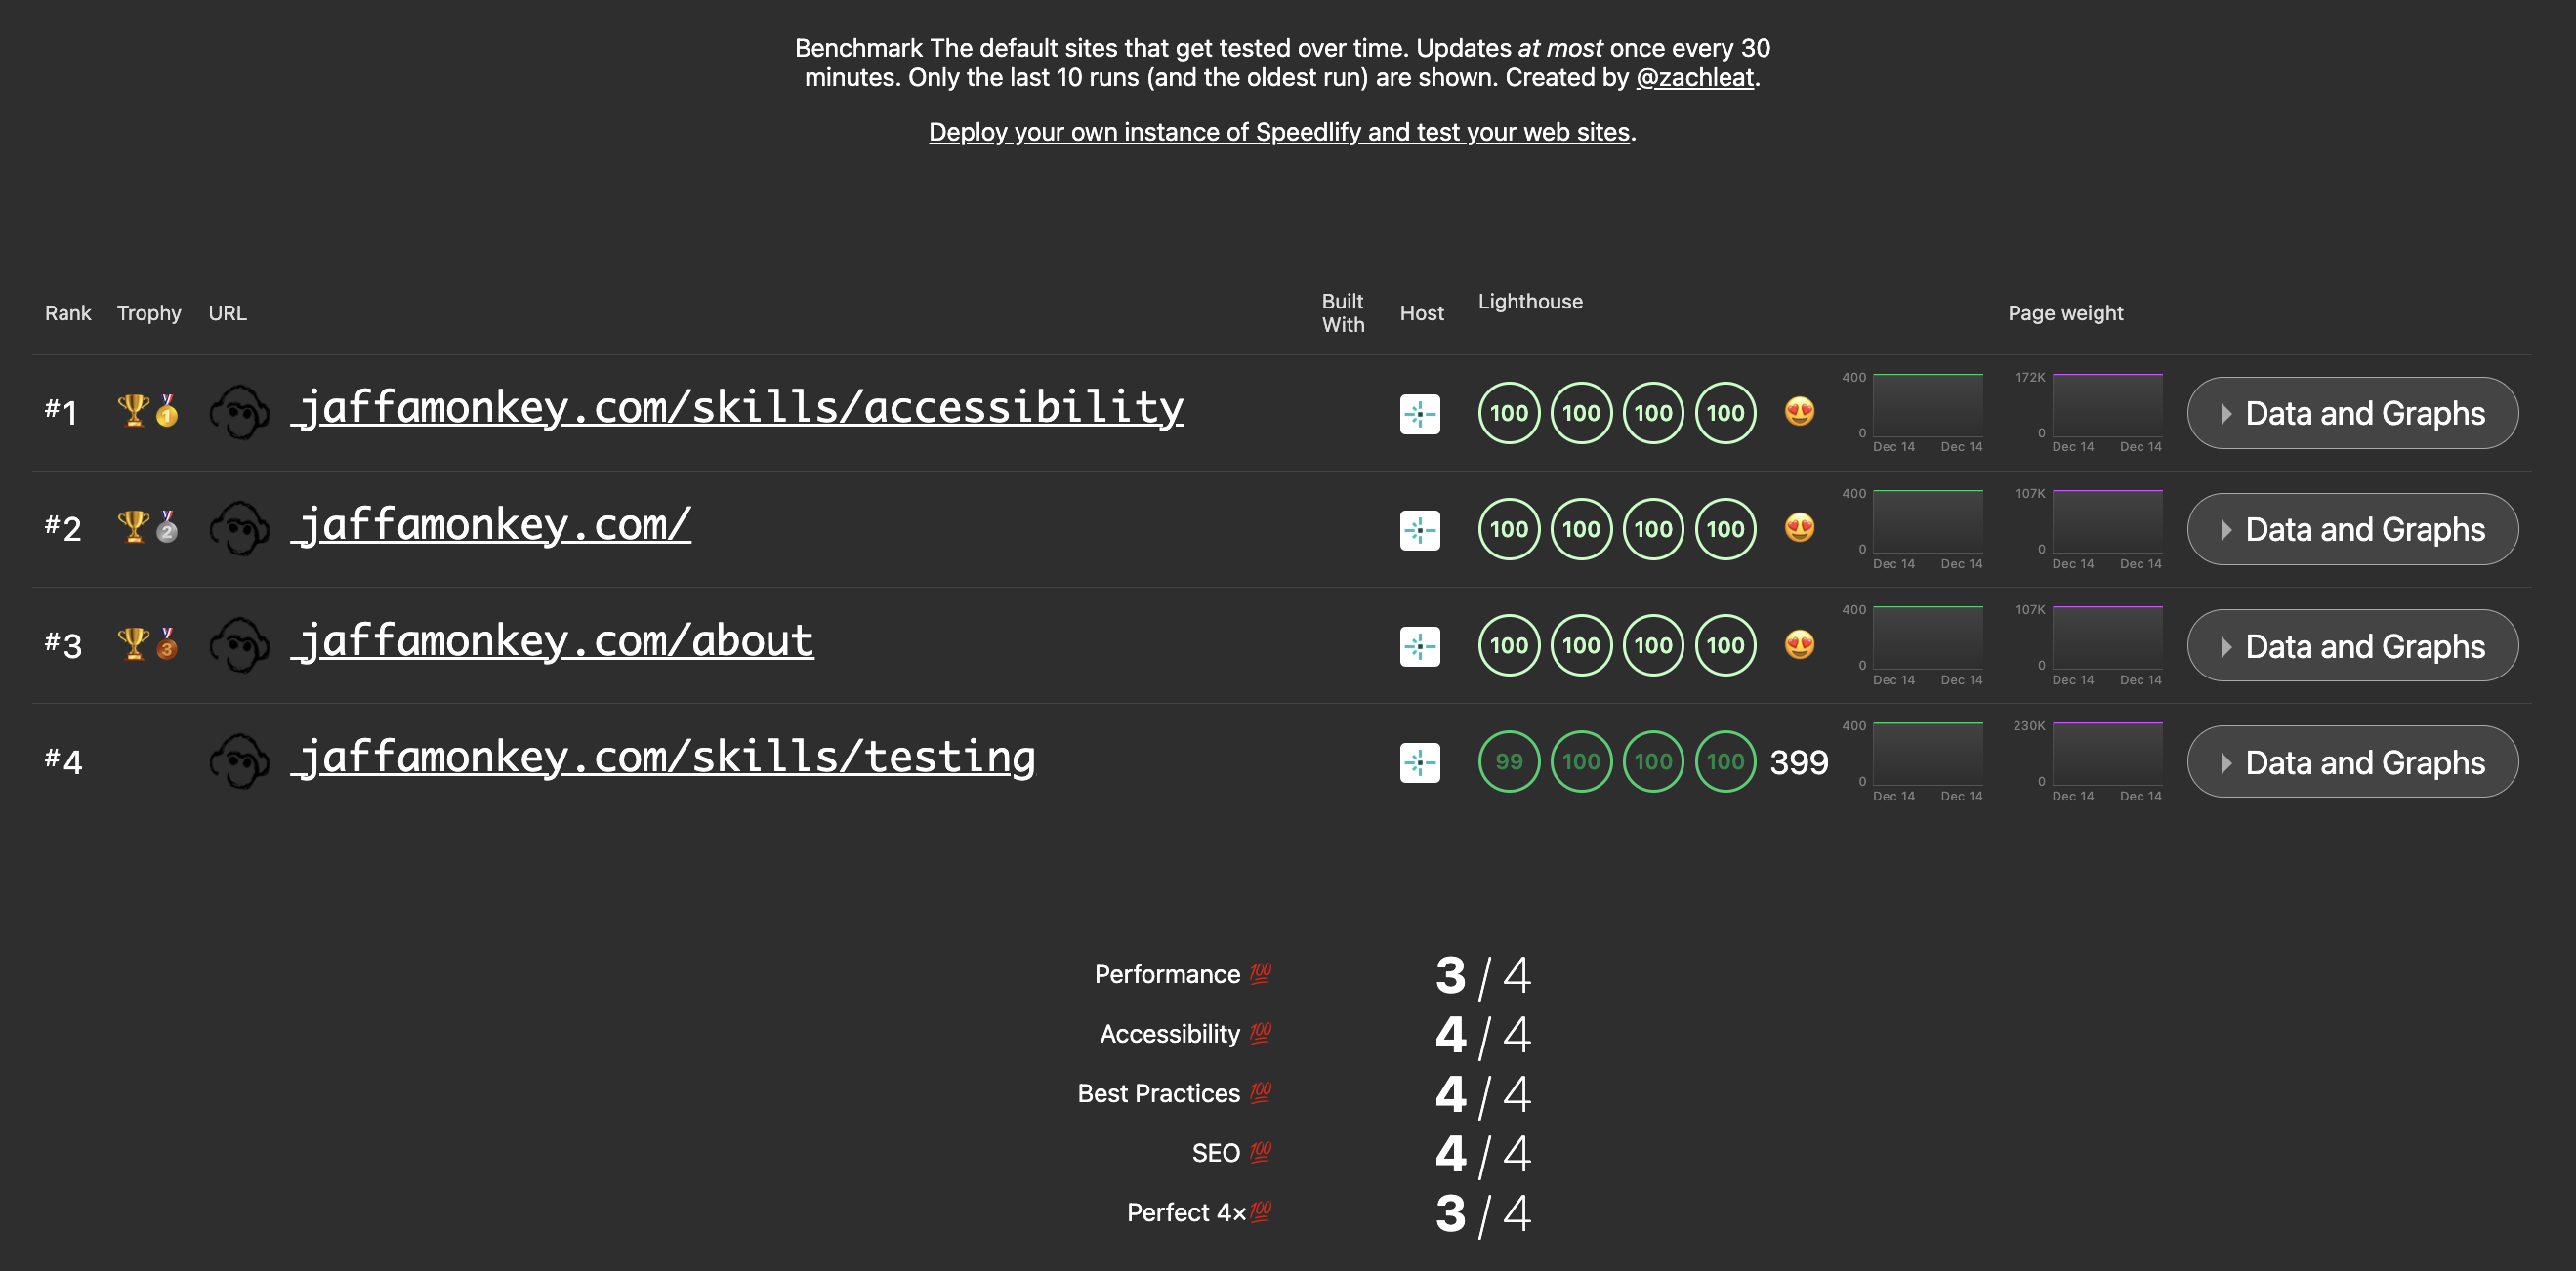 Benchmark The default sites that get tested over time. Updates at most once every 30
minutes. Only the last 10 runs (and the oldest run) are shown. Created by @zachleat.
Deploy your own instance of Speedlify and test your web sites.
Rank Trophy URL Built With Host Lighthouse Page weight
#1 jaffamonkey.com/skills/accessibility 100 100 100 100 400 0 Dec 14 Dec 14 172K 0 Dec 14 Dec 14 Data and Graphs
#2 jaffamonkey.com/ 100 100 100 100 400 0 Dec 14 Dec 14 107K 0 Dec 14 Dec 14 Data and Graphs
#3 jaffamonkey.com/about 100 100 100 100 400 0 Dec 14 Dec 14 107K 0 Dec 14 Dec 14 Data and Graphs
#4 jaffamonkey.com/skills/testing 99 100 100 100 399 400 0 Dec 14 Dec 14 230K 0 Dec 14 Dec 14 Data and Graphs
Performance 💯 3 / 4
Accessibility 💯 4 / 4
Best Practices 💯 4 / 4
SEO 💯 4 / 4
Perfect 4×💯 3 / 4